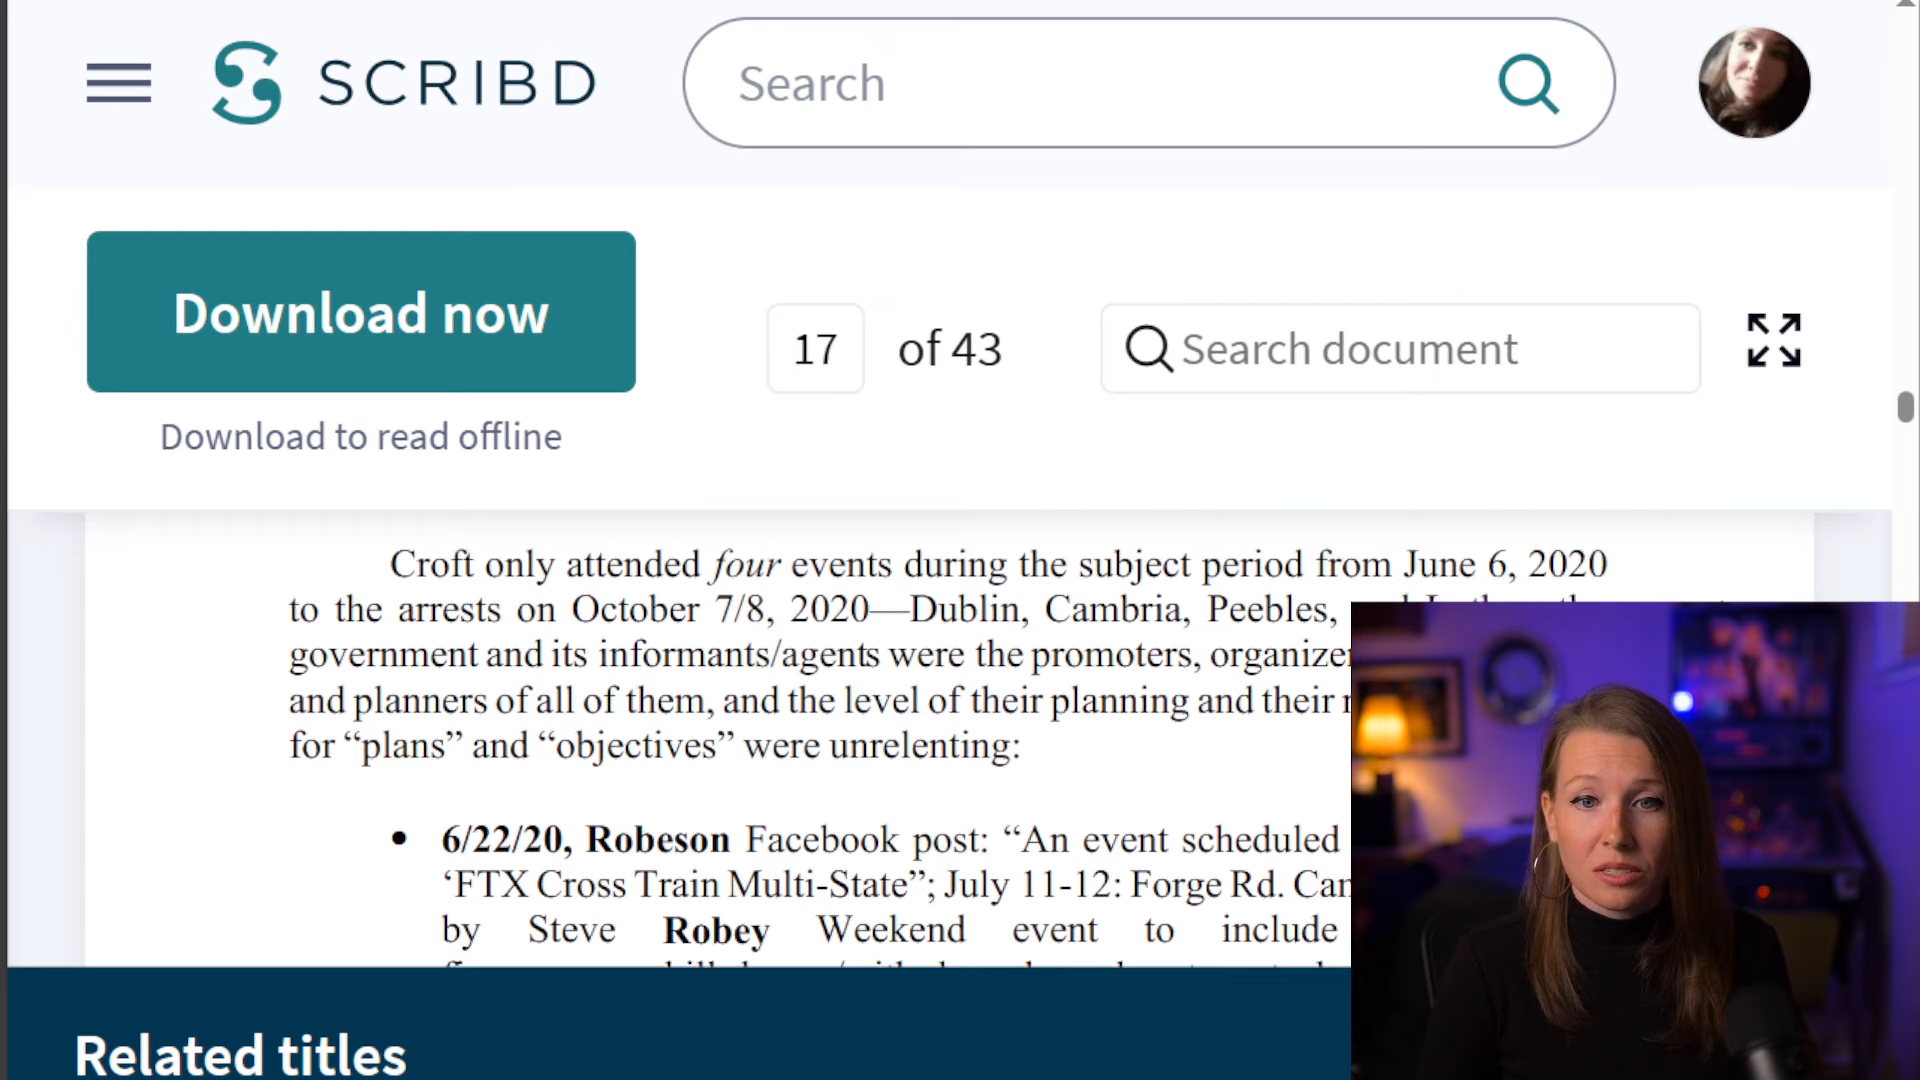 SCRIBD
Search
Download now
17 of 43
Search document
Download to read offline
Croft only attended four events during the subject period from June 6, 2020
to the arrests on October 7/8, 2020—Dublin, Cambria, Peebles,
government and its informants/agents were the promoters,
and planners of all of them, and the level of their planning and their
for “plans” and “objectives” were unrelenting:
• 6/22/20, Robeson Facebook post: “An event scheduled
‘FTX Cross Train Multi-State”; July 11-12: Forge Rd.
by Steve Robey Weekend event to include
Related titles